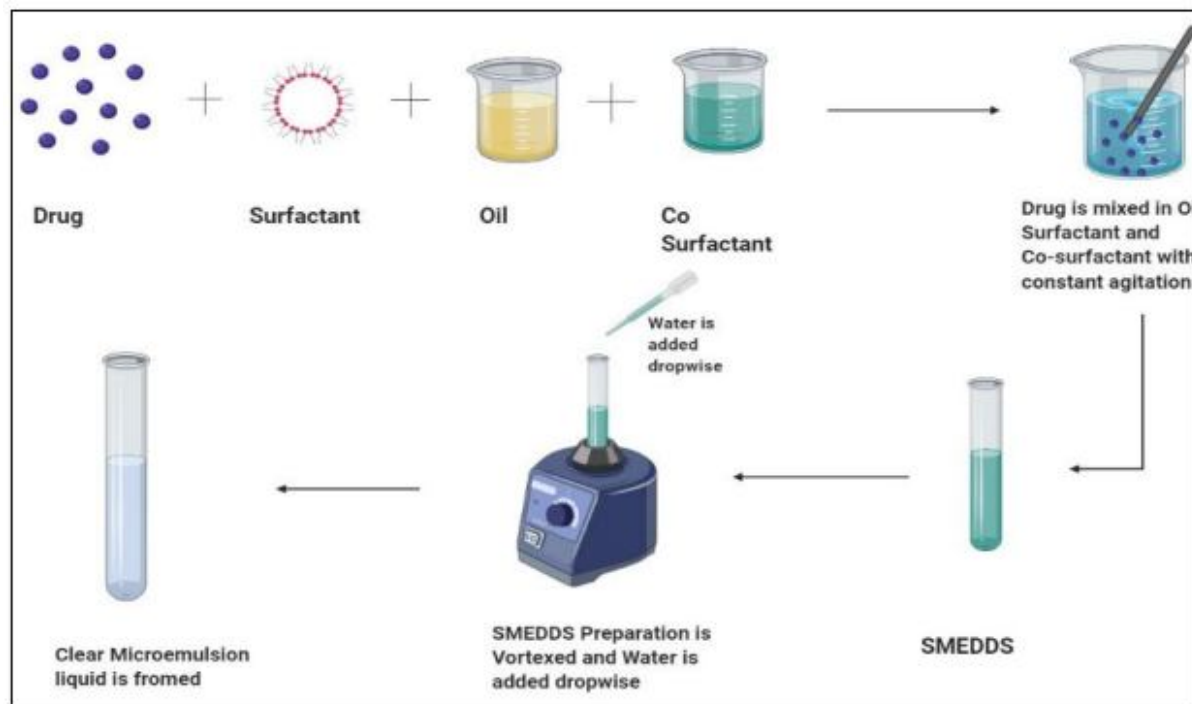 Drug
Surfactant
Oil
Co
Surfactant
Drug is mixed in O
Surfactant and
Co-surfactant with
constant agitation
Water is
added
dropwise
Clear Microemulsion
liquid is fromed
SMEDDS Preparation is
Vortexed and Water is
added dropwise
SMEDDS